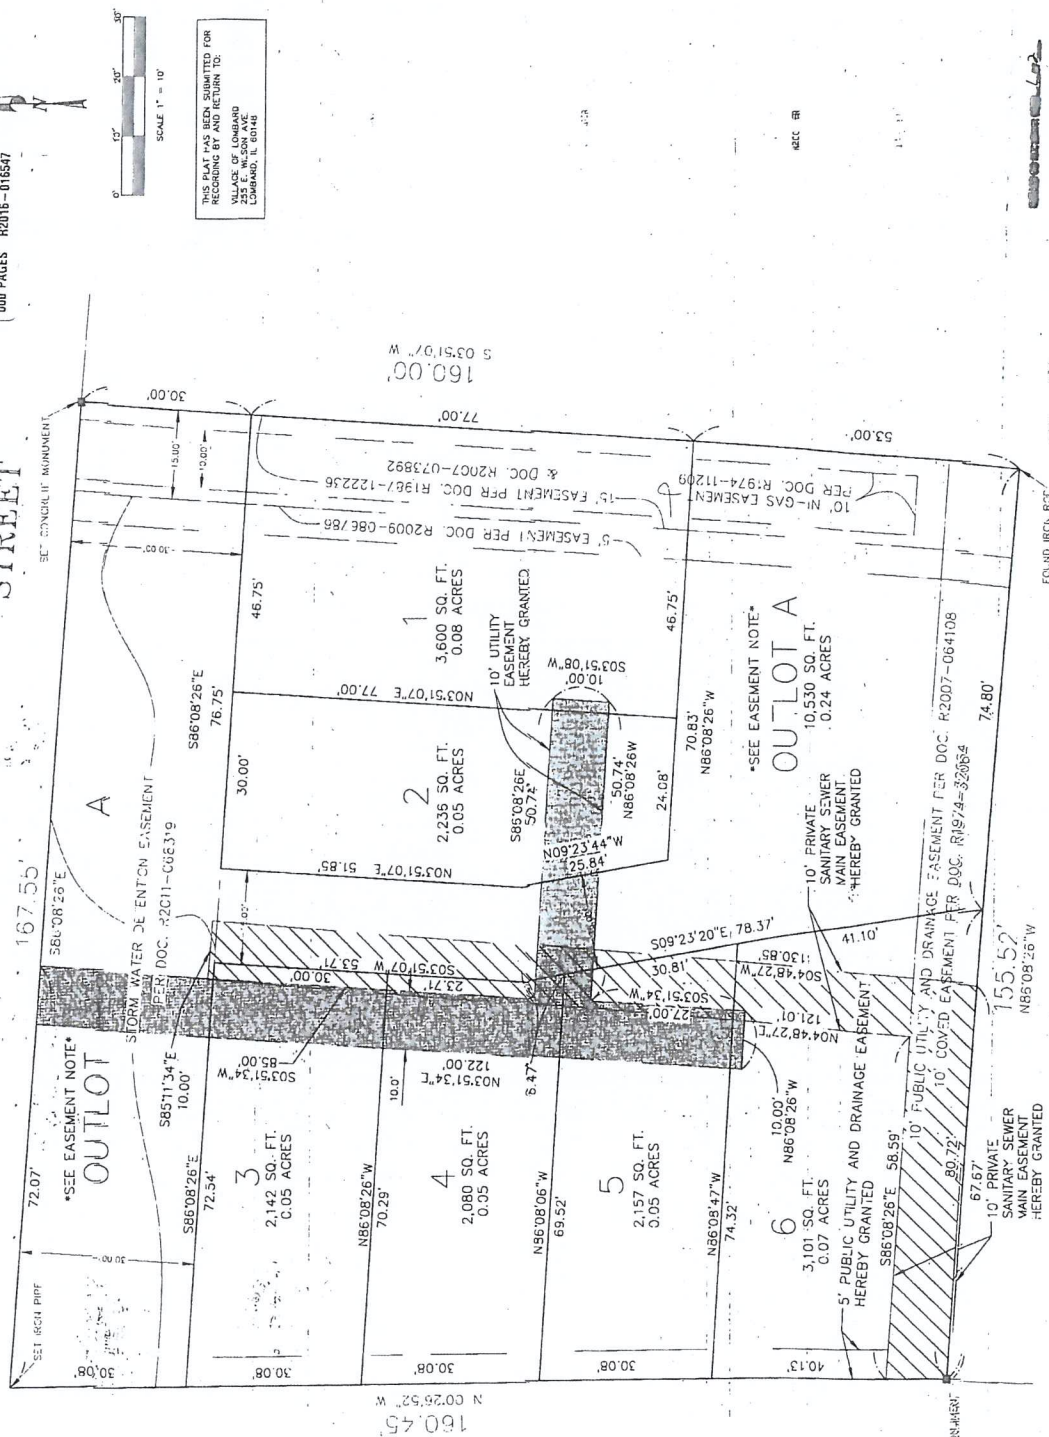 000 PAGES R2016-016547
N
0'
10'
20'
30'
SCALE 1" = 10'
THIS PLAT HAS BEEN SUBMITTED FOR
RECORDING BY AND RETURN TO:
VILLAGE OF LOMBARD
255 E. WILSON AVE.
LOMBARD, IL 60148
STREET
SET CONCRETE MONUMENT
SET IRON PIPE
167.55'
S86°08'26"E
72.07'
*SEE EASEMENT NOTE*
OUTLOT
A
STORM WATER DETENTION EASEMENT
PER DOC. R2011-068319
30.00'
30.00'
30.00'
15.00'
10.00'
160.00'
S 03°51'07" W
77.00'
53.00'
S86°08'26"E
76.75'
30.00'
46.75'
15' EASEMENT PER DOC. R1987-122236
& DOC. R2007-073892
5' EASEMENT PER DOC. R2009-086786
10' NI-GAS EASEMENT
PER DOC. R1974-11209
1
3,600 SQ. FT.
0.08 ACRES
10' UTILITY
EASEMENT
HEREBY GRANTED
N03°51'07"E 77.00'
S03°51'08"W
10.00'
46.75'
2
2,236 SQ. FT.
0.05 ACRES
N03°51'07"E 51.85'
S86°08'26E
50.74'
50.74'
N86°08'26W
24.08'
N09°23'44"W
25.84'
70.83'
N86°08'26"W
*SEE EASEMENT NOTE*
OUTLOT A
10,530 SQ. FT.
0.24 ACRES
10' PRIVATE
SANITARY SEWER
MAIN EASEMENT
HEREBY GRANTED
S85°11'34"E
10.00'
S03°51'07"W 53.71'
30.00'
23.71'
S03°51'34"W
85.00'
N03°51'34"E
122.00'
10.0'
6.47'
S86°08'26"E
72.54'
3
2,142 SQ. FT.
0.05 ACRES
N86°08'26"W
70.29'
4
2,080 SQ. FT.
0.05 ACRES
N86°08'06"W
69.52'
5
2,157 SQ. FT.
0.05 ACRES
N86°08'47"W
74.32'
6
3,101 SQ. FT.
0.07 ACRES
10.00'
N86°08'26"W
S03°51'34"W
27.00'
30.81'
S09°23'20"E, 78.37'
41.10'
S04°48'27"W
130.85'
121.01'
N04°48'27"E
5' PUBLIC UTILITY AND DRAINAGE EASEMENT
HEREBY GRANTED
S86°08'26"E 58.59'
10' PUBLIC UTILITY AND DRAINAGE EASEMENT PER DOC. R2007-064108
10' COMED EASEMENT PER DOC. R1974-32064
80.72'
67.67'
74.80'
155.52'
N86°08'26"W
10' PRIVATE
SANITARY SEWER
MAIN EASEMENT
HEREBY GRANTED
30.08'
30.08'
30.08'
30.08'
40.13'
160.45'
N 00°26'52" W
FOUND IRON ROD